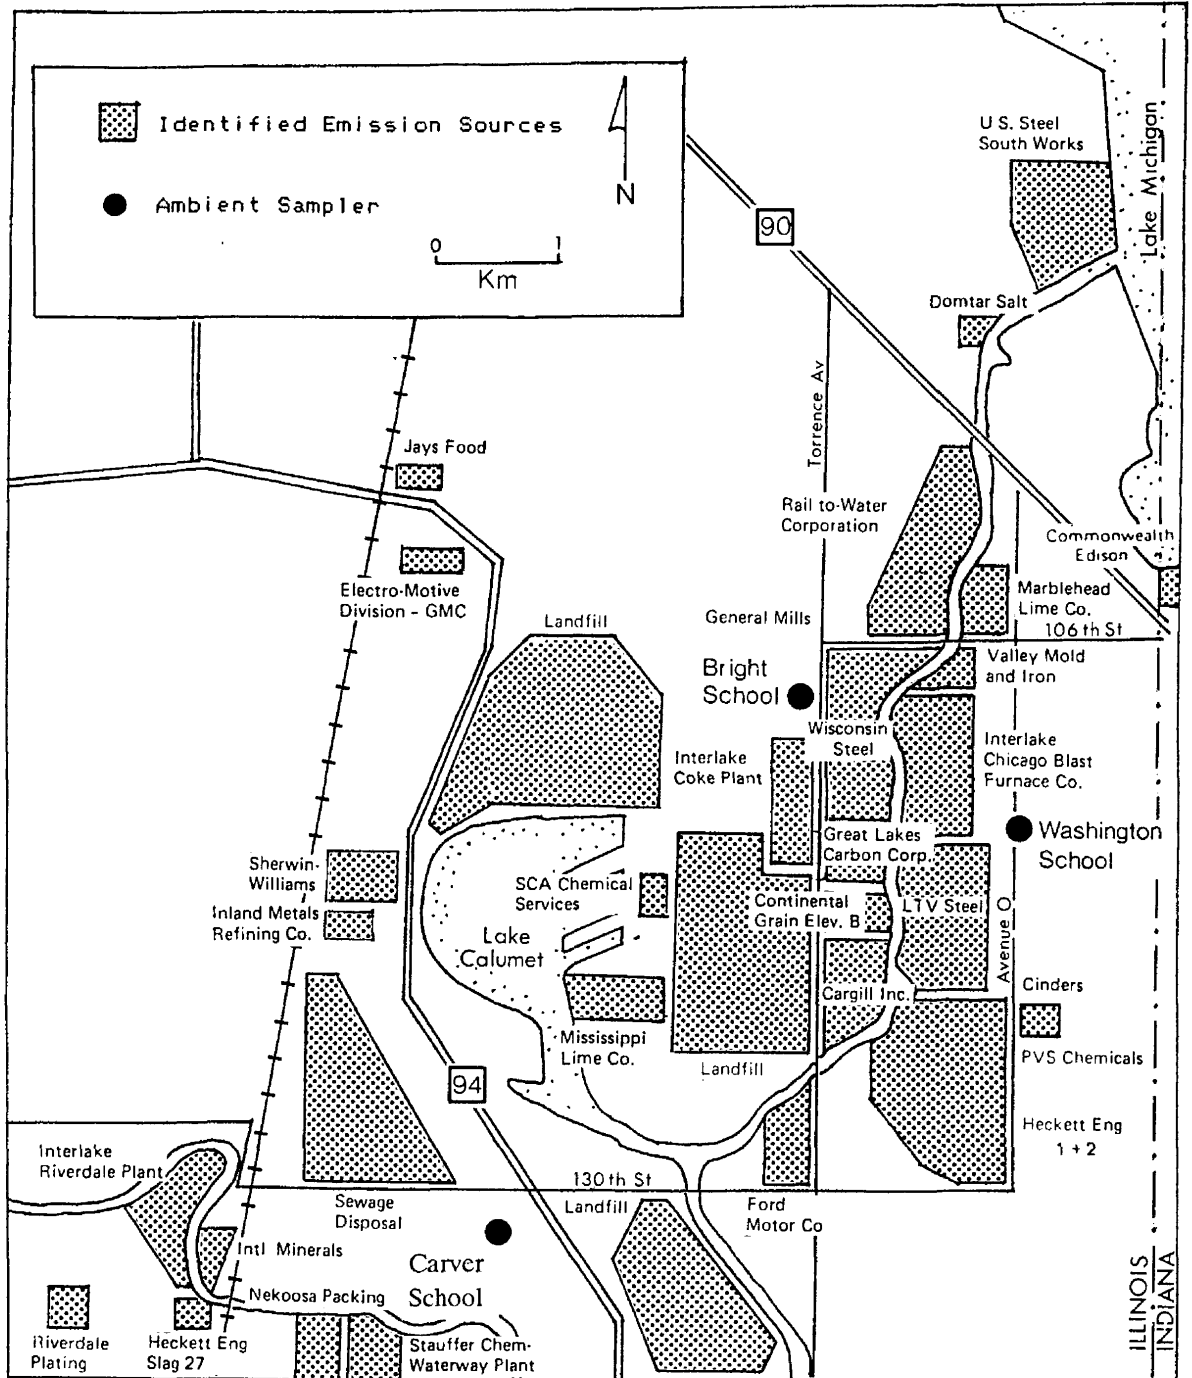 Identified Emission Sources
Ambient Sampler
N
0 1
Km
U S. Steel
South Works
Lake Michigan
90
Domtar Salt
Torrence Av
Jays Food
Rail to-Water
Corporation
Commonwealth
Edison
Electro-Motive
Division - GMC
Marblehead
Lime Co.
Landfill
General Mills
106 th St
Bright
School
Valley Mold
and Iron
Wisconsin
Steel
Interlake
Coke Plant
Interlake
Chicago Blast
Furnace Co.
Great Lakes
Carbon Corp.
Washington
School
Sherwin-
Williams
SCA Chemical
Services
Continental
Grain Elev. B
LTV Steel
Inland Metals
Refining Co.
Lake
Calumet
Avenue O
Cargill Inc.
Cinders
Mississippi
Lime Co.
PVS Chemicals
Landfill
94
Heckett Eng
1 + 2
Interlake
Riverdale Plant
130 th St
Sewage
Disposal
Landfill
Ford
Motor Co
Intl Minerals
Carver
School
Nekoosa Packing
Riverdale
Plating
Heckett Eng
Slag 27
Stauffer Chem-
Waterway Plant
ILLINOIS
INDIANA